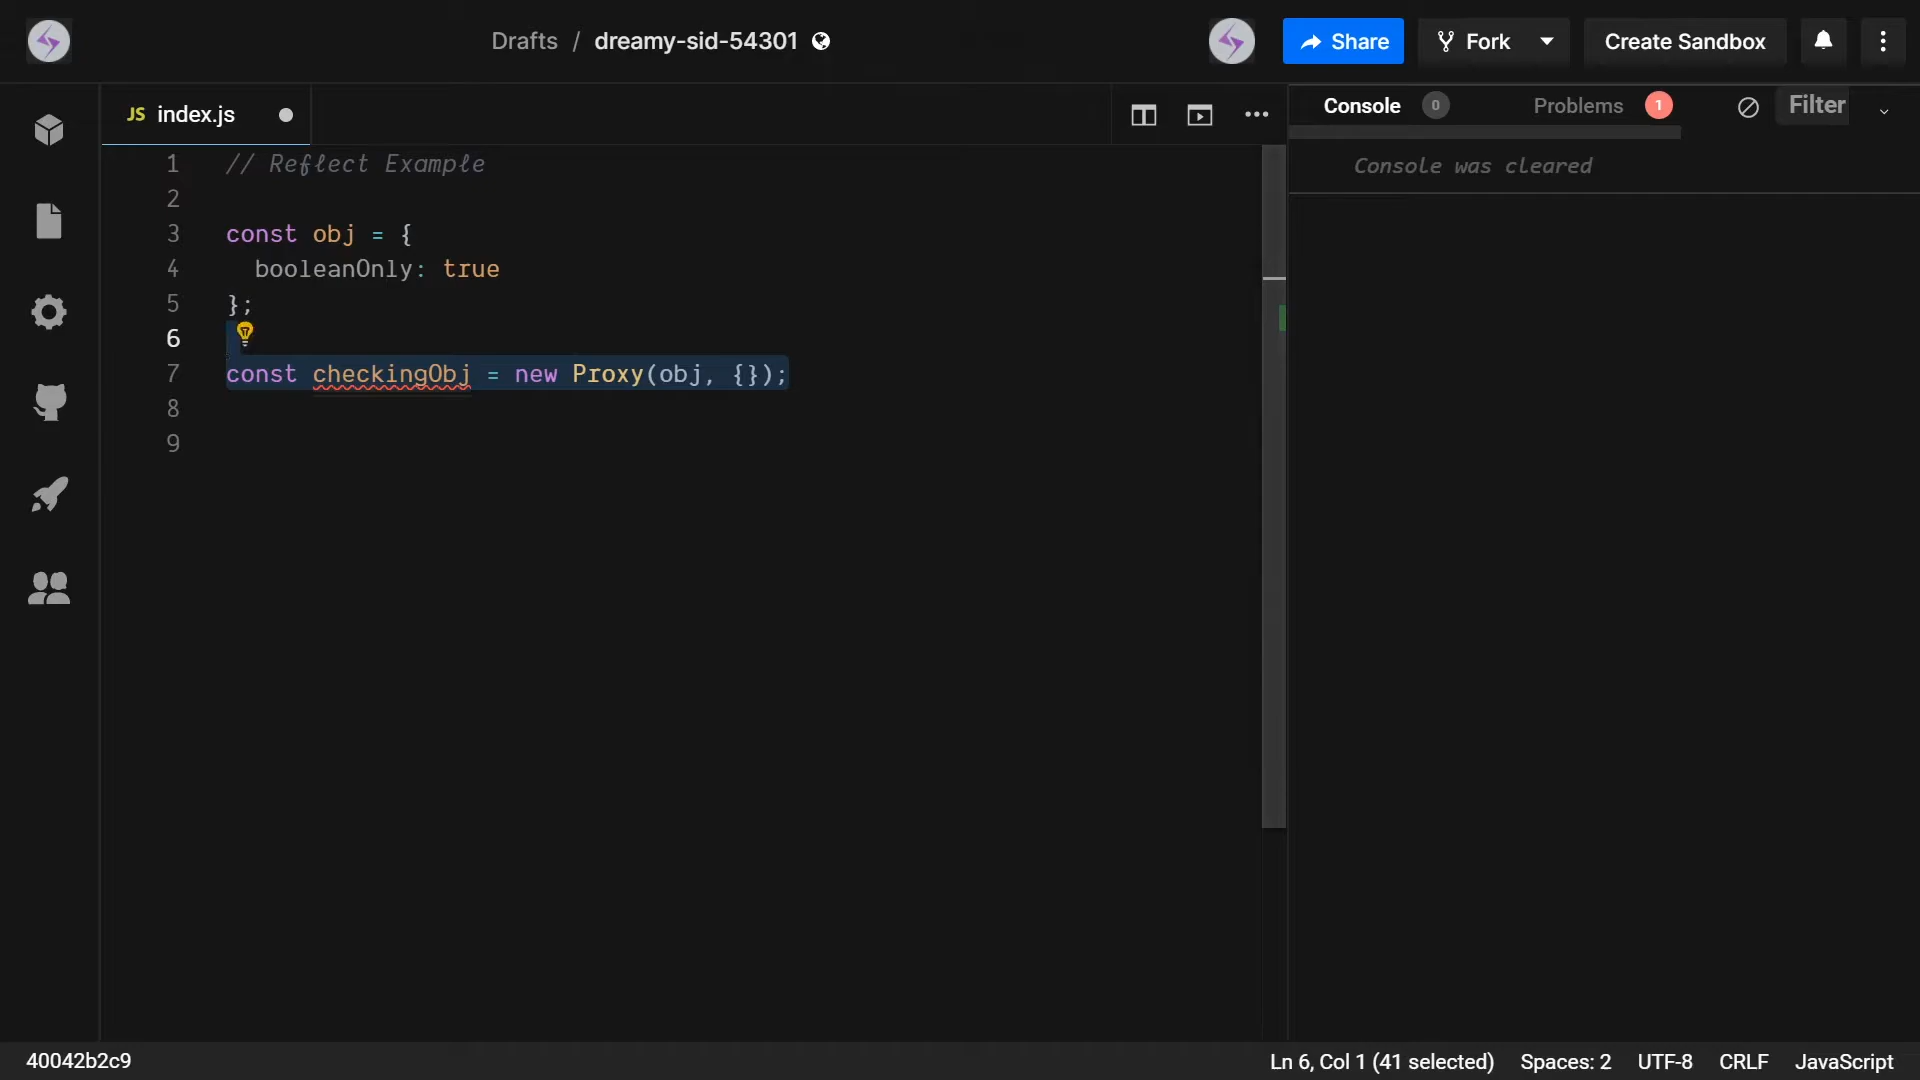 Drafts / dreamy-sid-54301
Share
Fork
Create Sandbox
JS index.js
Console 0
Problems 1
Filter
Console was cleared
1 // Reflect Example
2
3 const obj = {
4 booleanOnly: true
5 };
6
7 const checkingObj = new Proxy(obj, {});
8
9
40042b2c9
Ln 6, Col 1 (41 selected)
Spaces: 2
UTF-8
CRLF
JavaScript